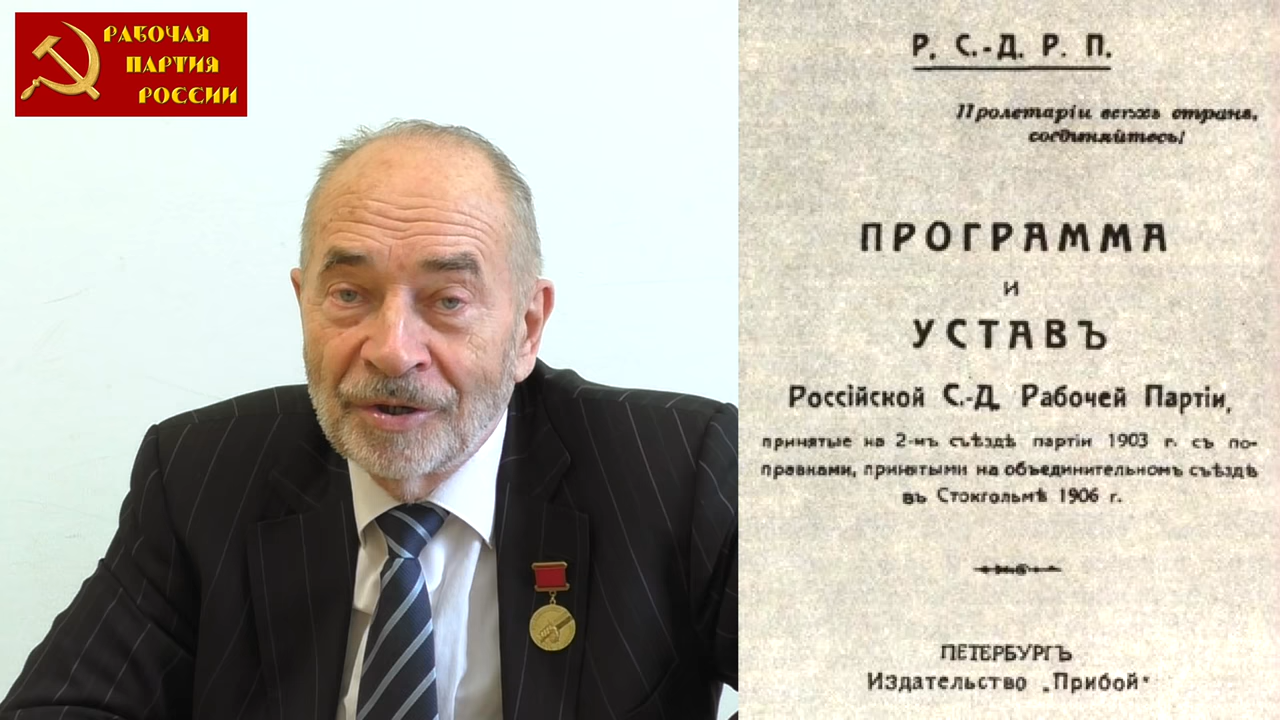 РАБОЧАЯ
ПАРТИЯ
РОССИИ
Р. С.-Д. Р. П.
Пролетаріи всѣхъ странъ,
соединяйтесь!
ПРОГРАММА
и
УСТАВЪ
Россійской С.-Д. Рабочей Партіи,
принятые на 2-мъ съѣздѣ партіи 1903 г. съ по-
правками, принятыми на объединительномъ съѣздѣ
въ Стокгольмѣ 1906 г.
ПЕТЕРБУРГЪ
Издательство „Прибой"